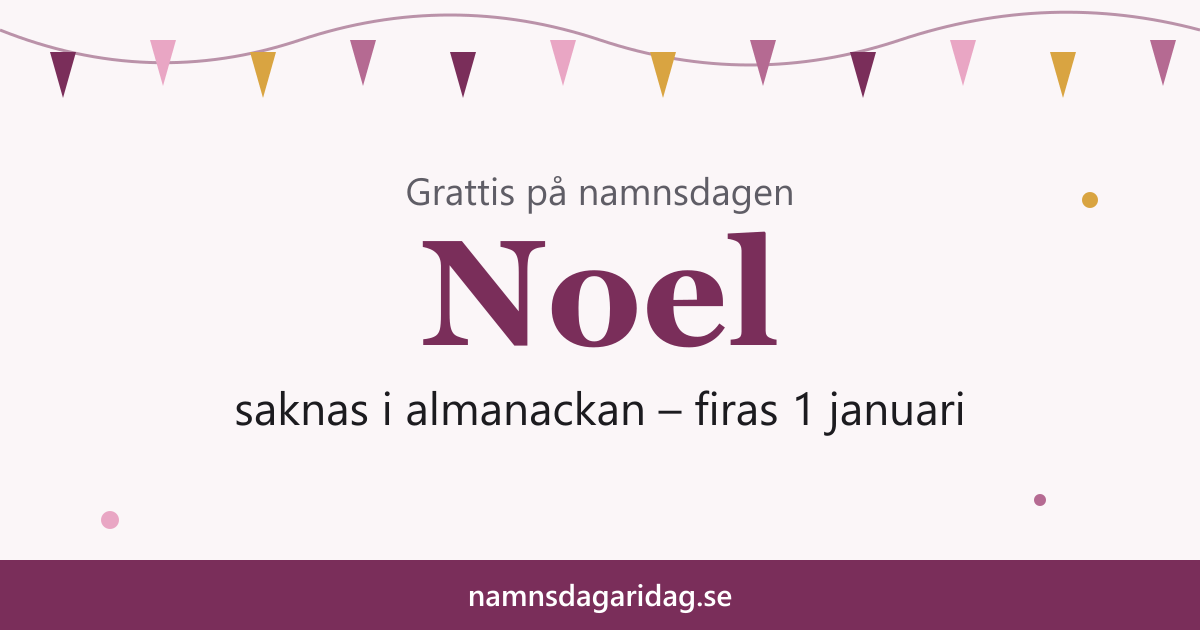 Grattis på namnsdagen
Noel
saknas i almanackan – firas 1 januari
namnsdagaridag.se